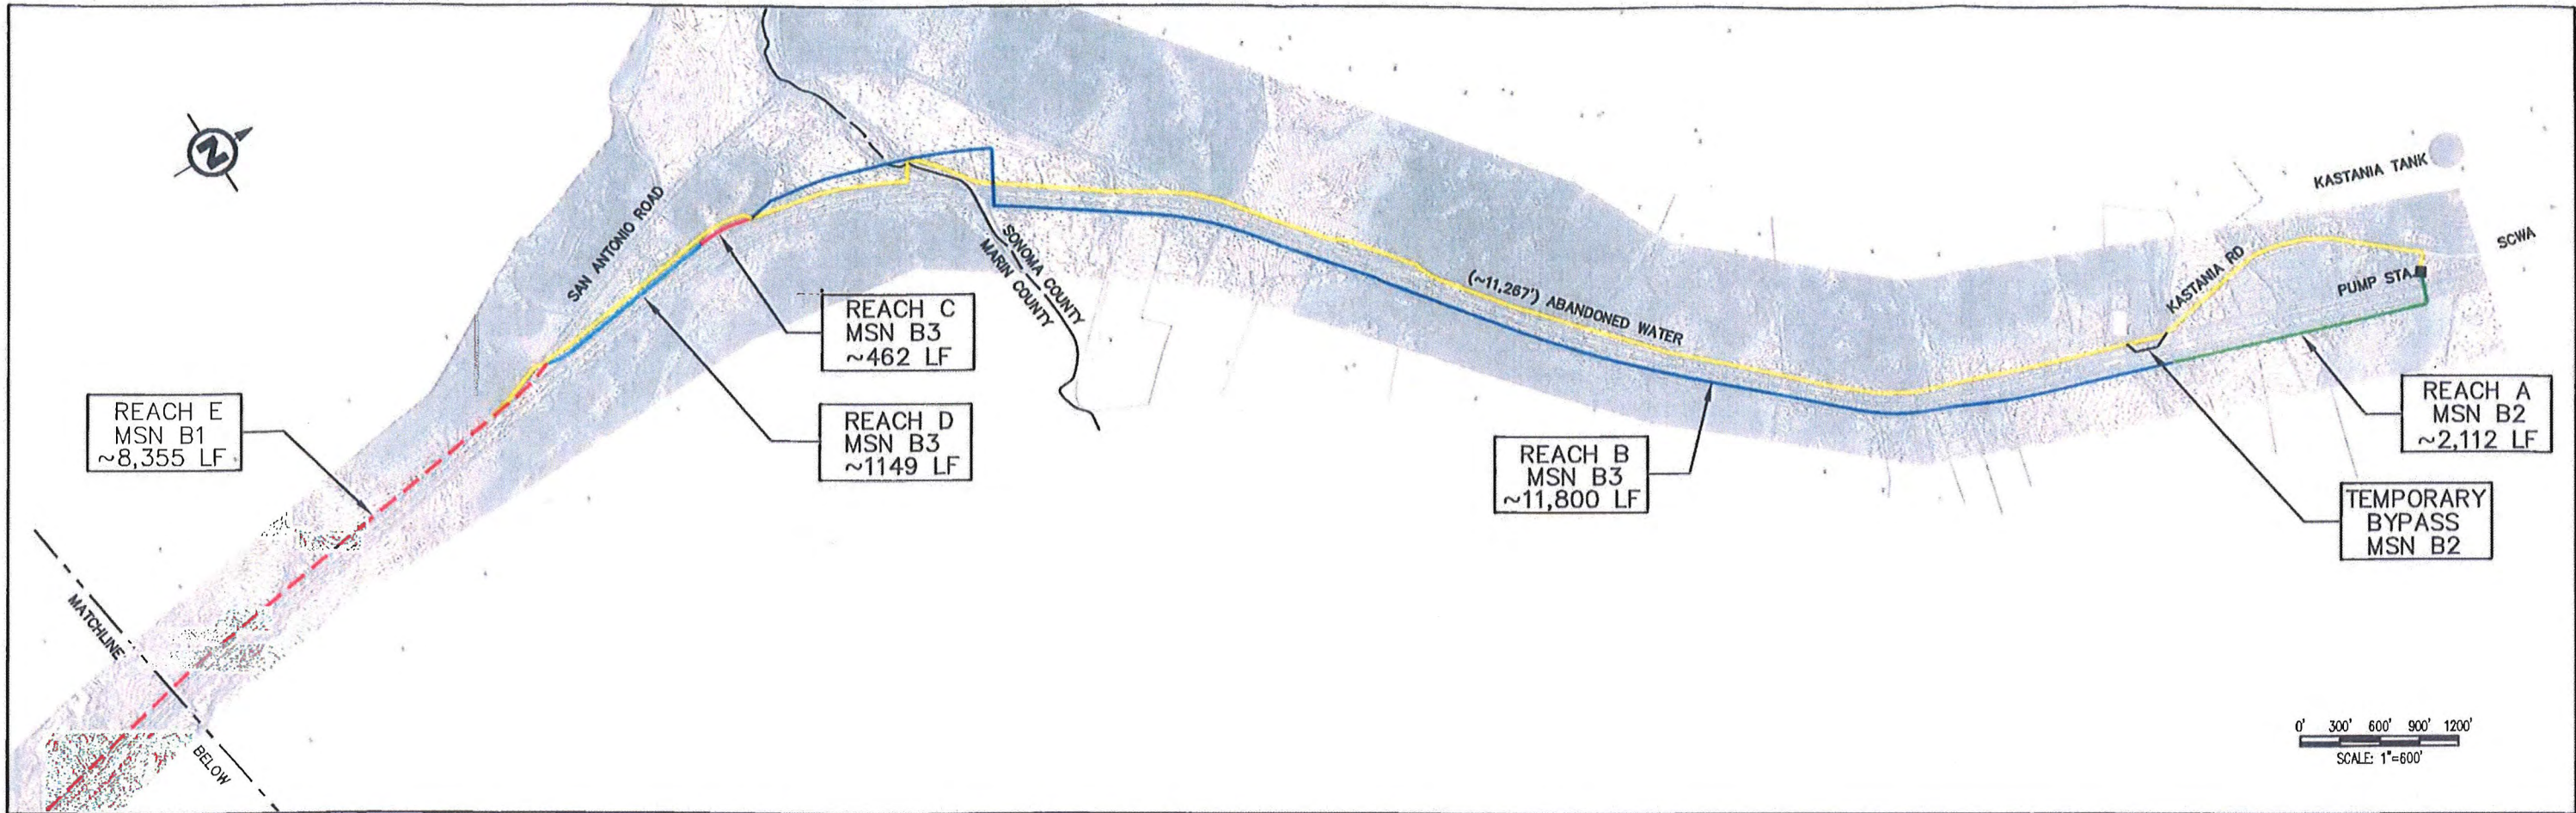 N
SAN ANTONIO ROAD
SONOMA COUNTY
MARIN COUNTY
KASTANIA TANK
SCWA
KASTANIA RD
PUMP STA
(~11,267') ABANDONED WATER
REACH C
MSN B3
~462 LF
REACH D
MSN B3
~1149 LF
REACH E
MSN B1
~8,355 LF
REACH B
MSN B3
~11,800 LF
REACH A
MSN B2
~2,112 LF
TEMPORARY
BYPASS
MSN B2
MATCHLINE
BELOW
0' 300' 600' 900' 1200'
SCALE: 1"=600'